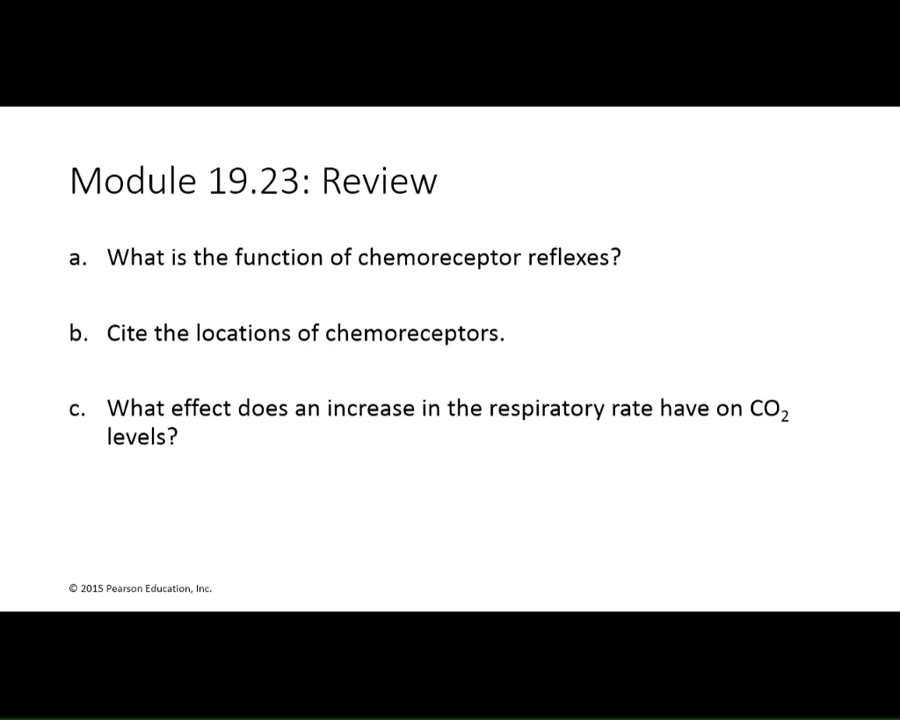 Module 19.23: Review
a. What is the function of chemoreceptor reflexes?
b. Cite the locations of chemoreceptors.
c. What effect does an increase in the respiratory rate have on CO₂
levels?
© 2015 Pearson Education, Inc.